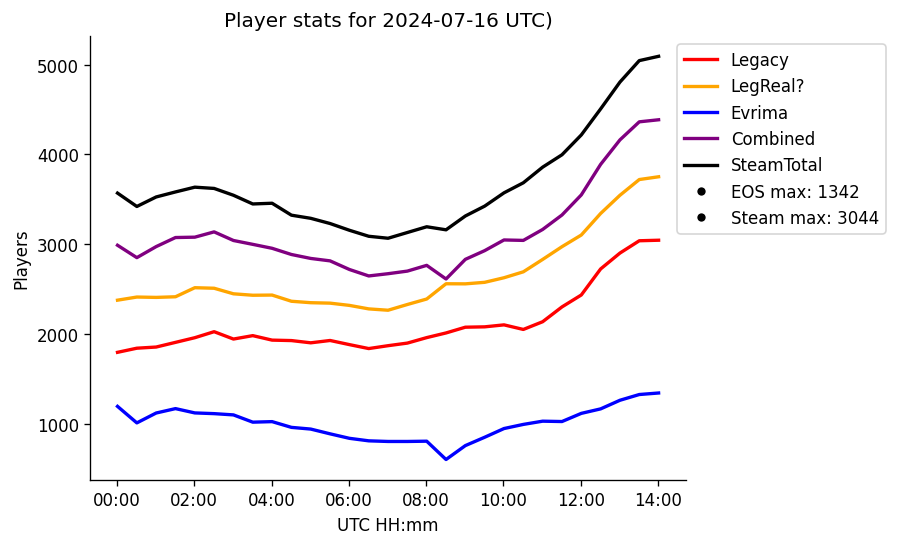 Player stats for 2024-07-16 UTC)
5000
4000
3000
2000
1000
Players
00:00 02:00 04:00 06:00 08:00 10:00 12:00 14:00
UTC HH:mm
Legacy
LegReal?
Evrima
Combined
SteamTotal
EOS max: 1342
Steam max: 3044